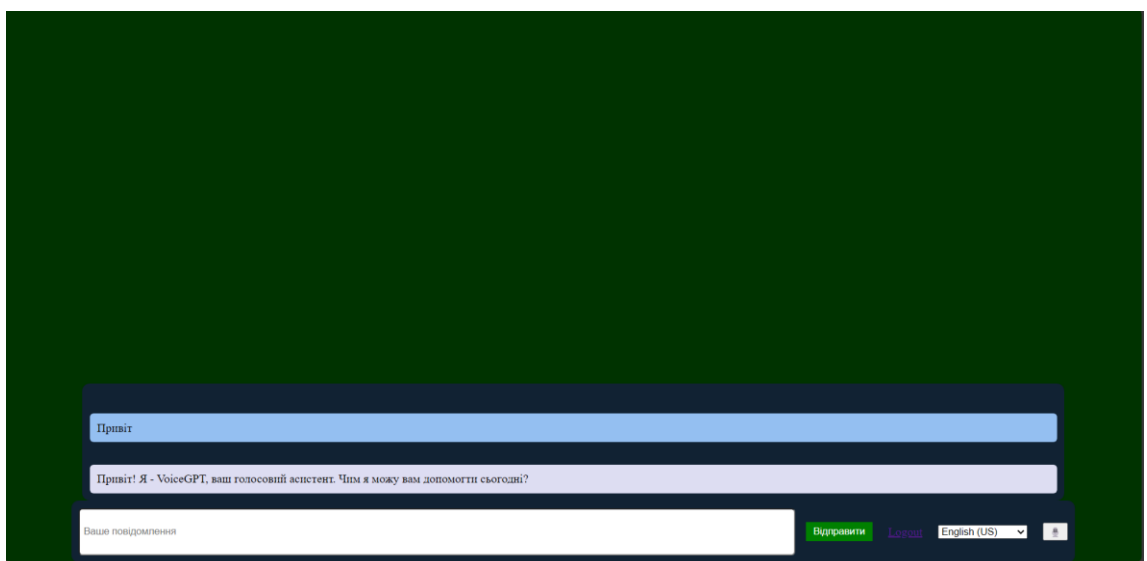 Привіт
Привіт! Я - VoiceGPT, ваш голосовий асистент. Чим я можу вам допомогти сьогодні?
Ваше повідомлення
Відправити
Logout
English (US)